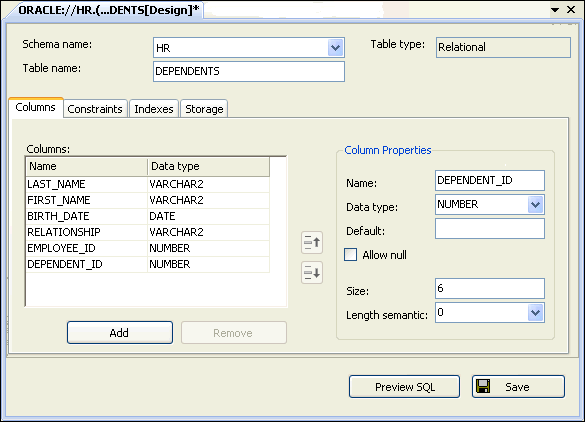 ORACLE://HR.(...DENTS[Design]*
Schema name: HR Table type: Relational
Table name: DEPENDENTS
Columns Constraints Indexes Storage
Columns:
Name Data type
LAST_NAME VARCHAR2
FIRST_NAME VARCHAR2
BIRTH_DATE DATE
RELATIONSHIP VARCHAR2
EMPLOYEE_ID NUMBER
DEPENDENT_ID NUMBER
Add Remove
Column Properties
Name: DEPENDENT_ID
Data type: NUMBER
Default:
Allow null
Size: 6
Length semantic: 0
Preview SQL Save